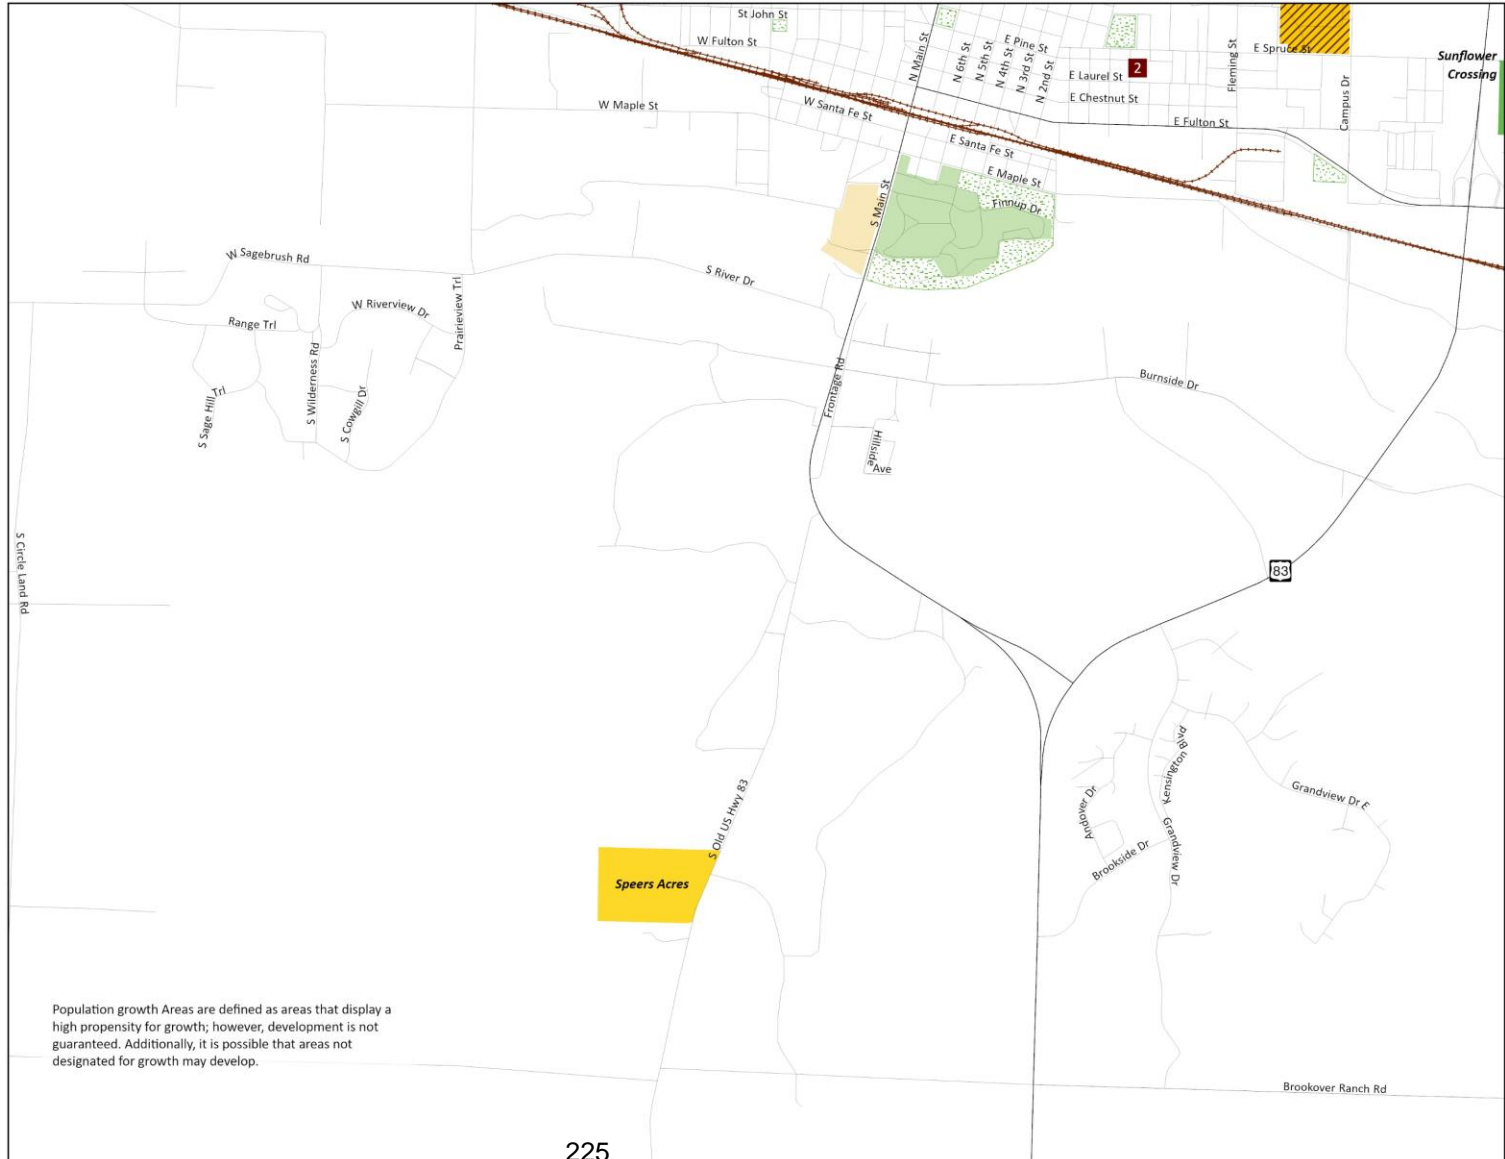 St John St
W Fulton St
N Main St
N 6th St
N 5th St
N 4th St
N 3rd St
N 2nd St
E Pine St
E Laurel St
2
E Chestnut St
Fleming St
E Spruce St
Campus Dr
Sunflower
Crossing
W Maple St
W Santa Fe St
E Santa Fe St
E Fulton St
E Maple St
Finnup Dr
S Main St
W Sagebrush Rd
S River Dr
Range Trl
W Riverview Dr
Prairieview Trl
S Sage Hill Trl
S Wilderness Rd
S Cowgill Dr
Frontage Rd
Hillside
Ave
Burnside Dr
S Circle Land Rd
83
Kensington Blvd
Andover Dr
Grandview Dr
Brookside Dr
Grandview Dr E
S Old US Hwy 83
Speers Acres
Population growth Areas are defined as areas that display a
high propensity for growth; however, development is not
guaranteed. Additionally, it is possible that areas not
designated for growth may develop.
Brookover Ranch Rd
225